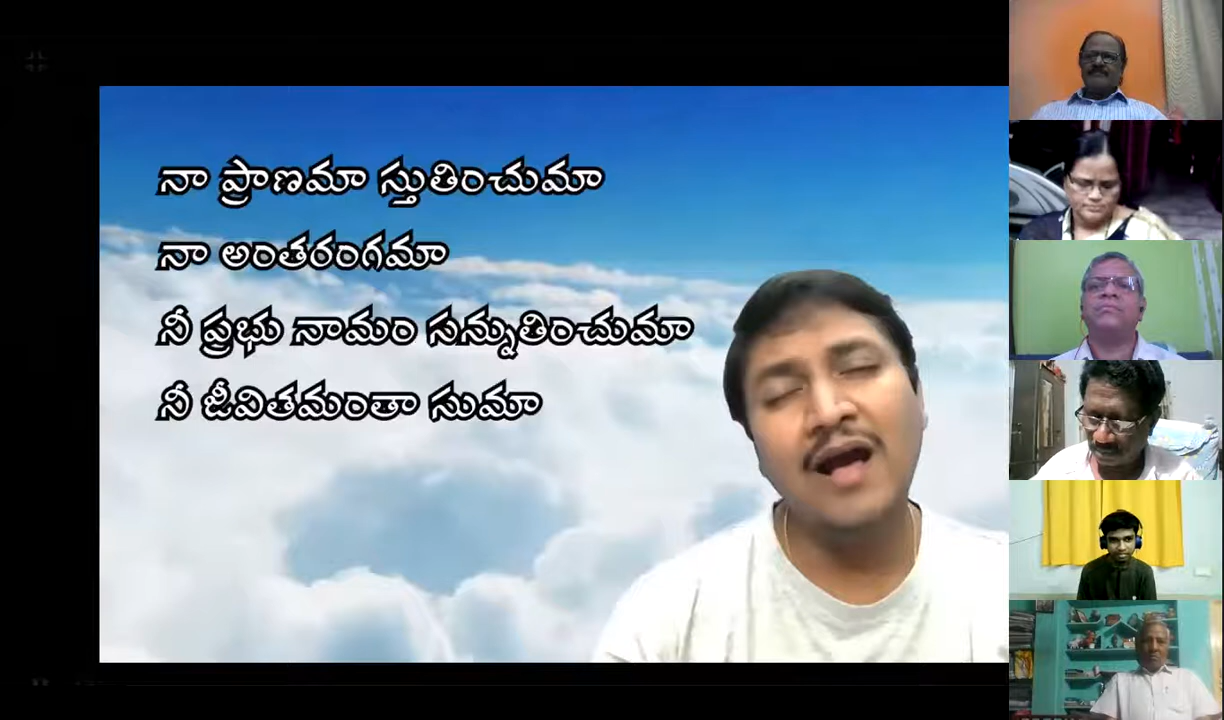 నా ప్రాణమా స్తుతించుమా
నా అంతరంగమా
నీ ప్రభు నామం సన్నుతించుమా
నీ జీవితమంతా సుమా